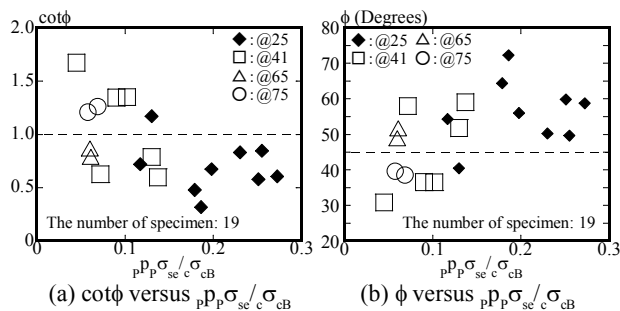 cotϕ
2.0
1.5
1.0
0.5
0
0 0.1 0.2 0.3
◆ : @25
□ : @41
△ : @65
○ : @75
The number of specimen: 19
PpPσse/cσcB
(a) cotϕ versus PpPσse/cσcB
ϕ (Degrees)
80
70
60
50
40
30
20
0 0.1 0.2 0.3
◆ : @25 △ : @65
□ : @41 ○ : @75
The number of specimen: 19
PpPσse/cσcB
(b) ϕ versus PpPσse/cσcB